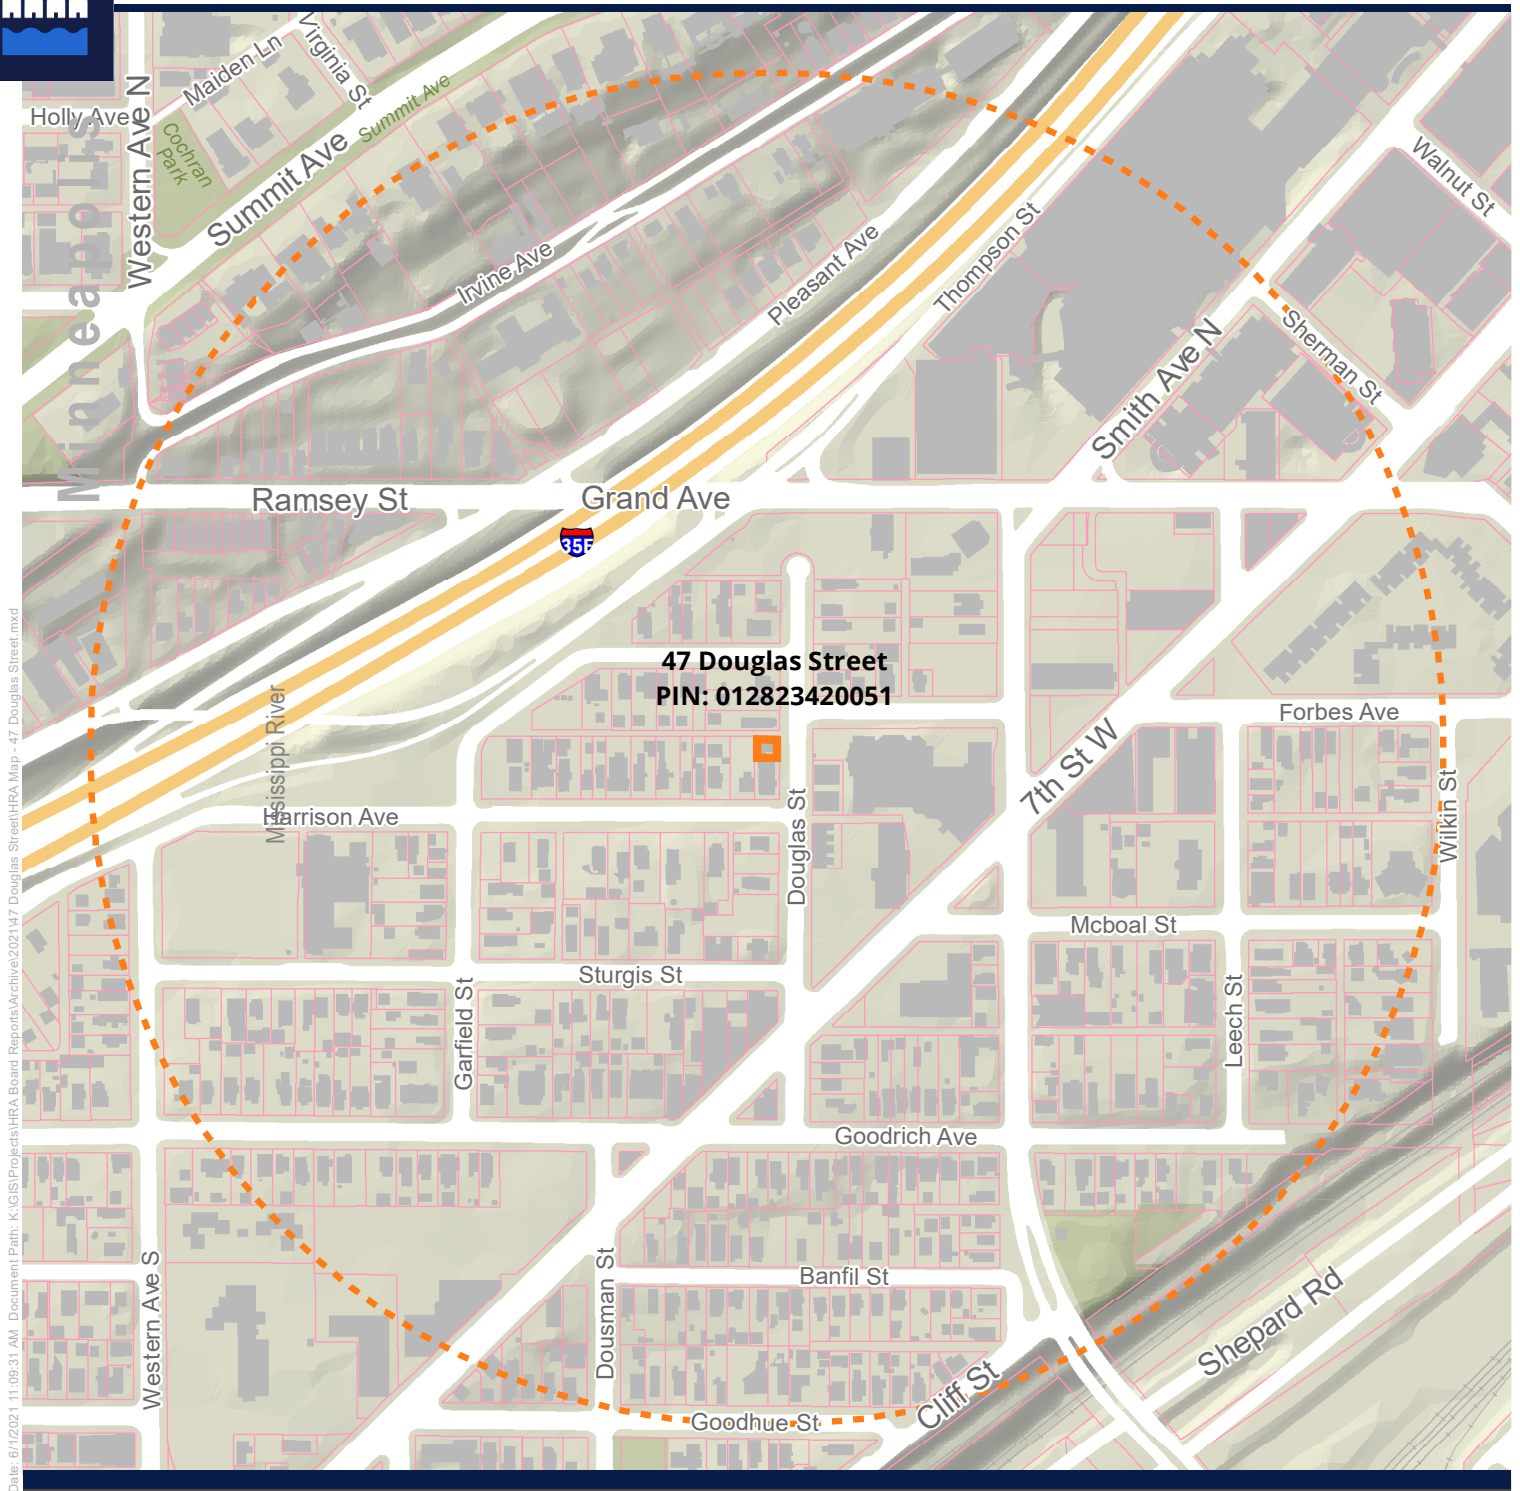 Holly Ave
Maiden Ln
Virginia St
Summit Ave
Cochran
Park
Western Ave N
Summit Ave
Minneapolis
Irvine Ave
Pleasant Ave
Thompson St
Walnut St
Sherman St
Smith Ave N
Ramsey St
Grand Ave
35E
47 Douglas Street
PIN: 012823420051
Forbes Ave
7th St W
Mississippi River
Harrison Ave
Douglas St
Wilkin St
Mcboal St
Sturgis St
Garfield St
Leech St
Goodrich Ave
Banfil St
Dousman St
Western Ave S
Shepard Rd
Cliff St
Goodhue St
Date: 6/1/2021 11:09:31 AM Document Path: K:\GIS\Projects\HRA Board Reports\Archive\2021\47 Douglas Street\HRA Map - 47 Douglas Street.mxd